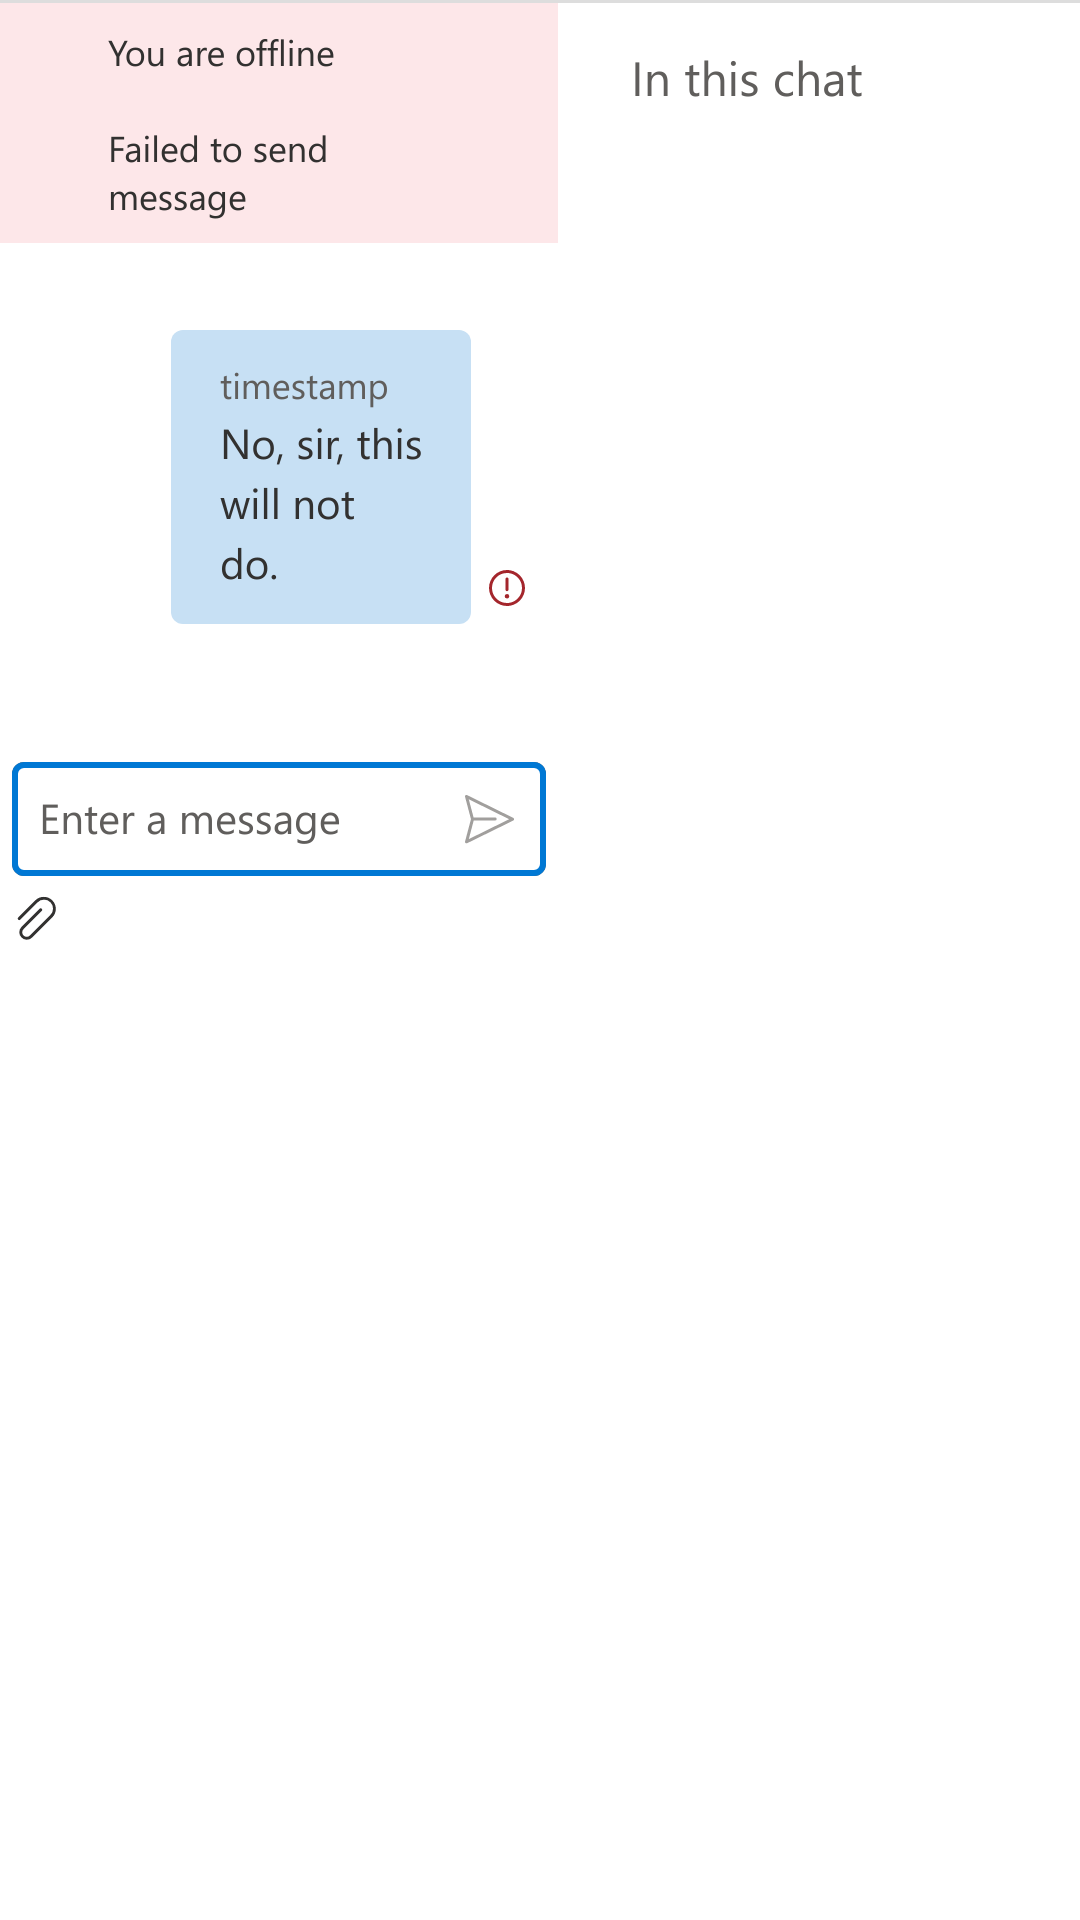 You are offline
Failed to send
message
In this chat
timestamp
No, sir, this
will not
do.
Enter a message